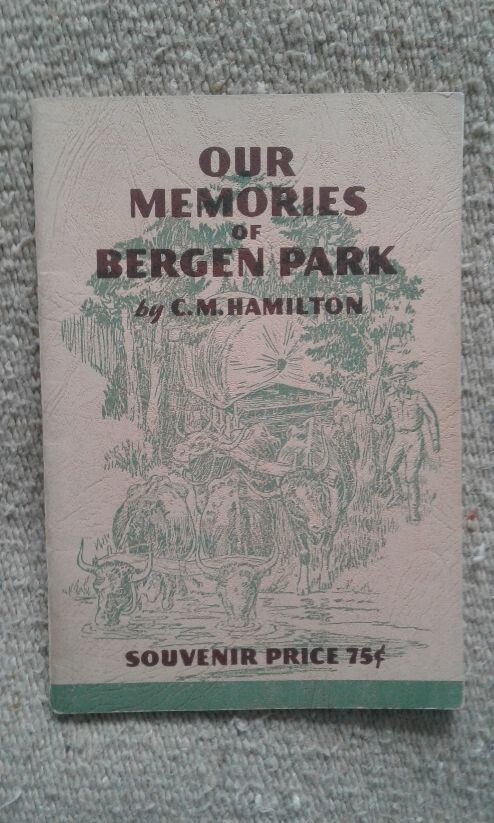 OUR
MEMORIES
OF
BERGEN PARK
by C.M. HAMILTON
SOUVENIR PRICE 75¢